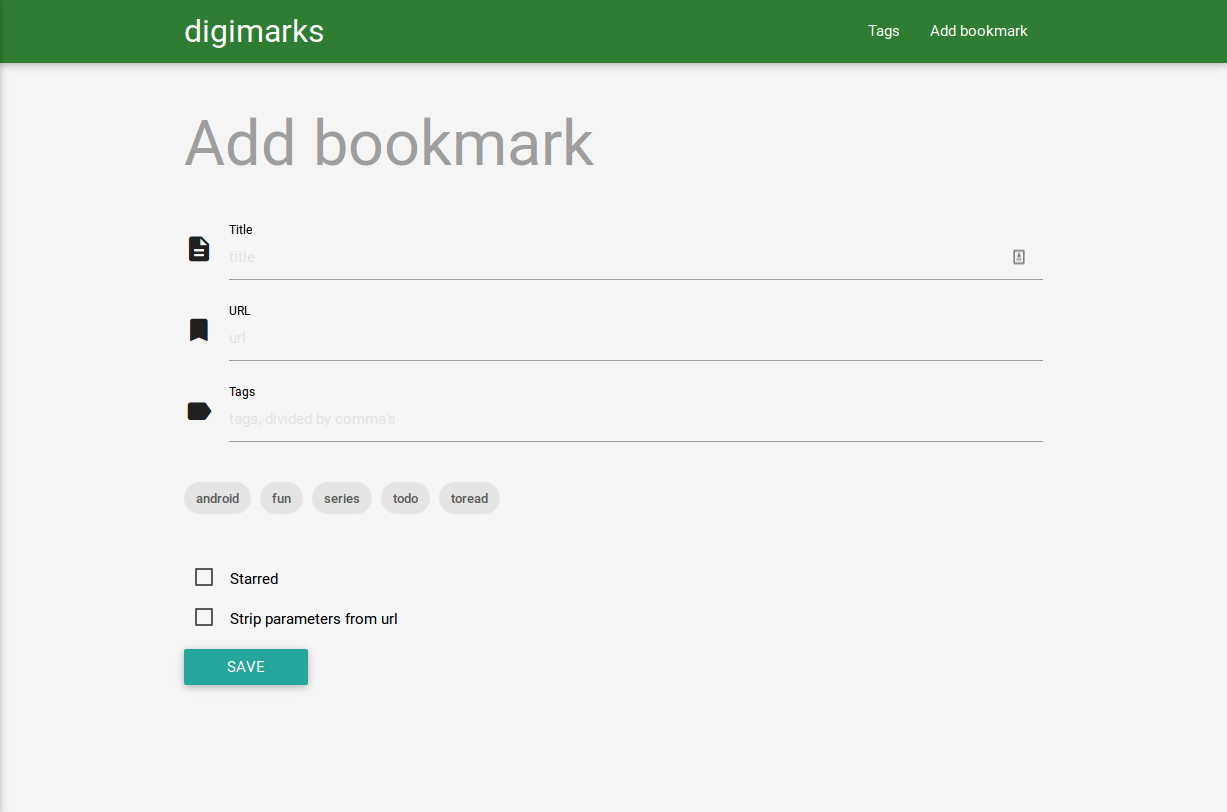 digimarks
Tags
Add bookmark
Add bookmark
Title
title
URL
url
Tags
tags, divided by comma's
android fun series todo toread
Starred
Strip parameters from url
SAVE